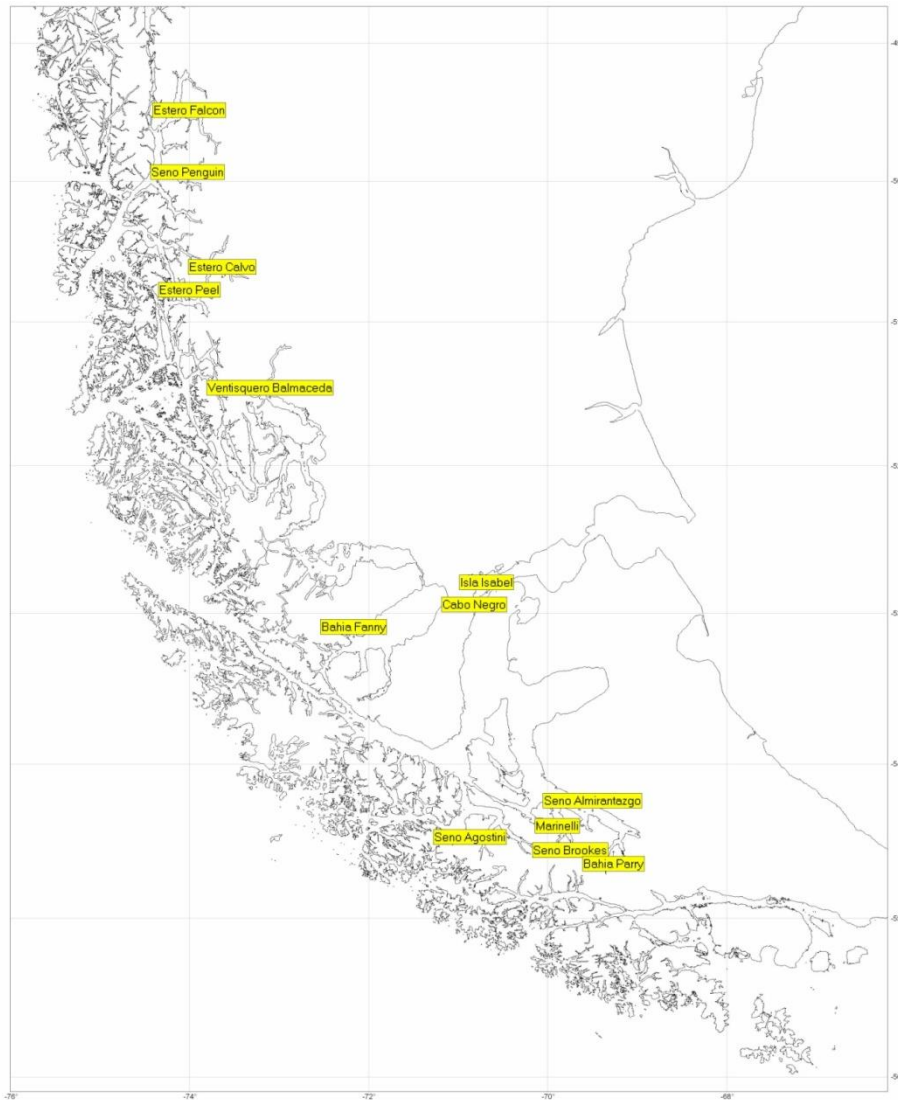 Estero Falcon
Seno Penguin
Estero Calvo
Estero Peel
Ventisquero Balmaceda
Isla Isabel
Cabo Negro
Bahia Fanny
Seno Almirantazgo
Marinelli
Seno Agostini
Seno Brookes
Bahia Parry
-76°
-74°
-72°
-70°
-68°